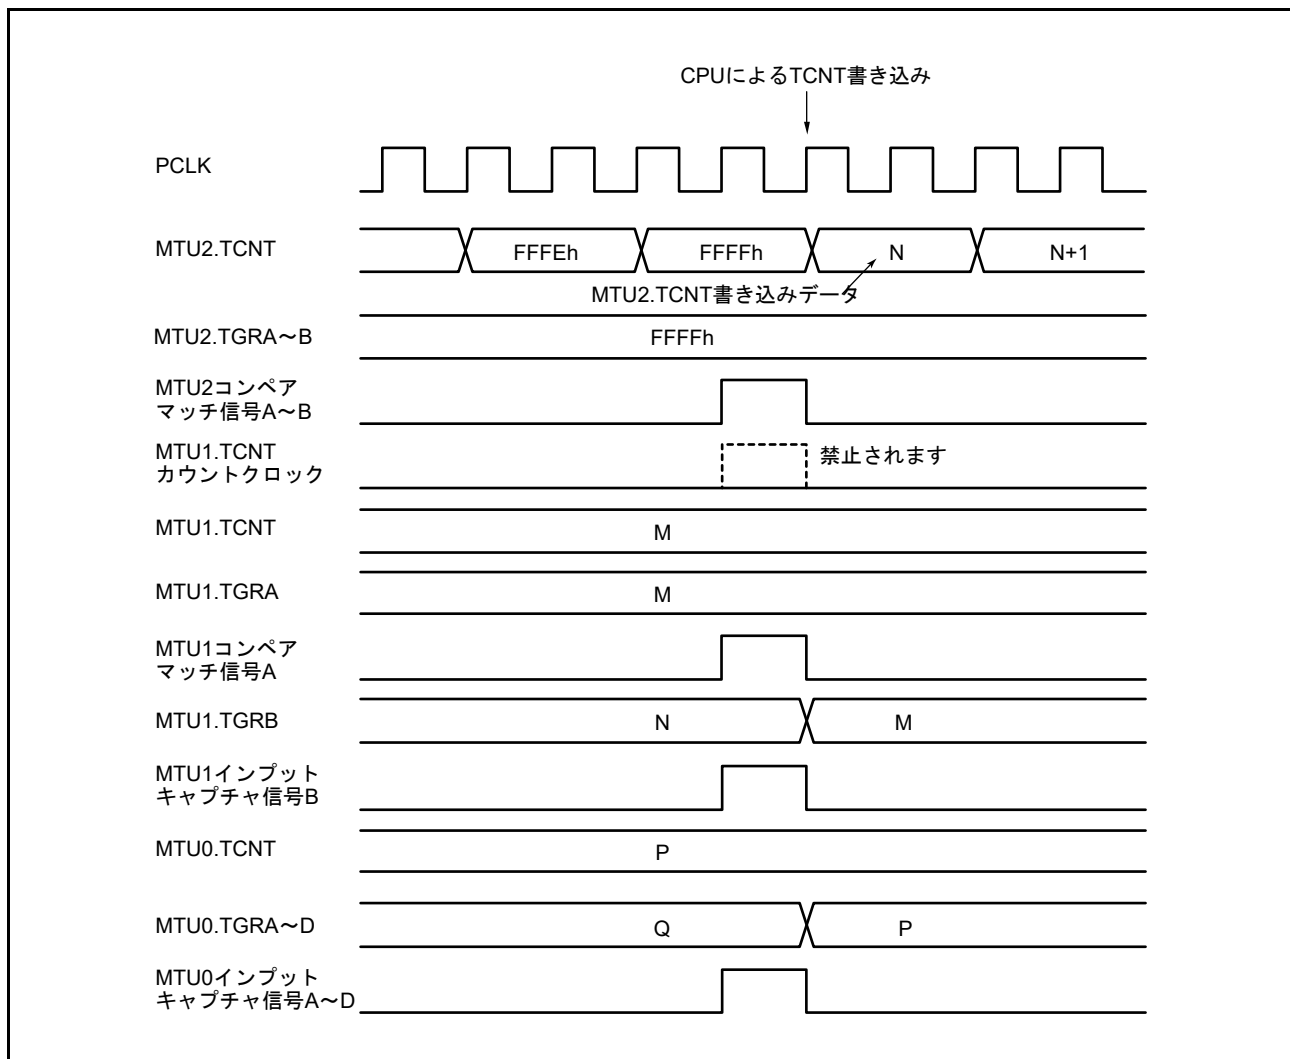 CPUによるTCNT書き込み
PCLK
MTU2.TCNT
FFFEh
FFFFh
N
N+1
MTU2.TCNT書き込みデータ
MTU2.TGRA～B
FFFFh
MTU2コンペア
マッチ信号A～B
MTU1.TCNT
カウントクロック
禁止されます
MTU1.TCNT
M
MTU1.TGRA
M
MTU1コンペア
マッチ信号A
MTU1.TGRB
N
M
MTU1インプット
キャプチャ信号B
MTU0.TCNT
P
MTU0.TGRA～D
Q
P
MTU0インプット
キャプチャ信号A～D